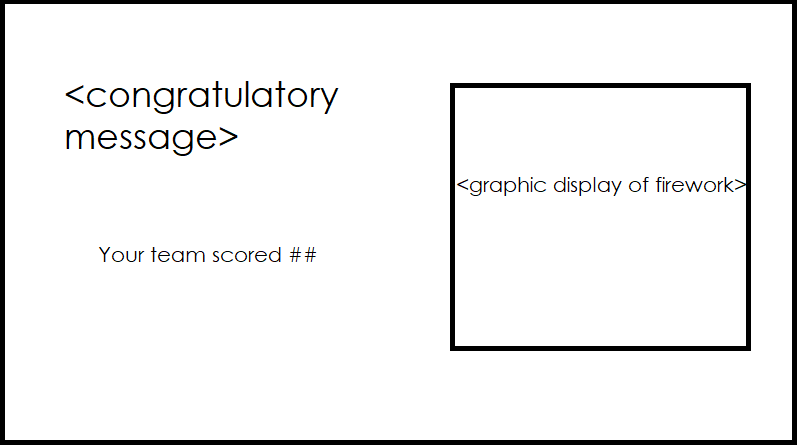 <congratulatory
message>
<graphic display of firework>
Your team scored ##